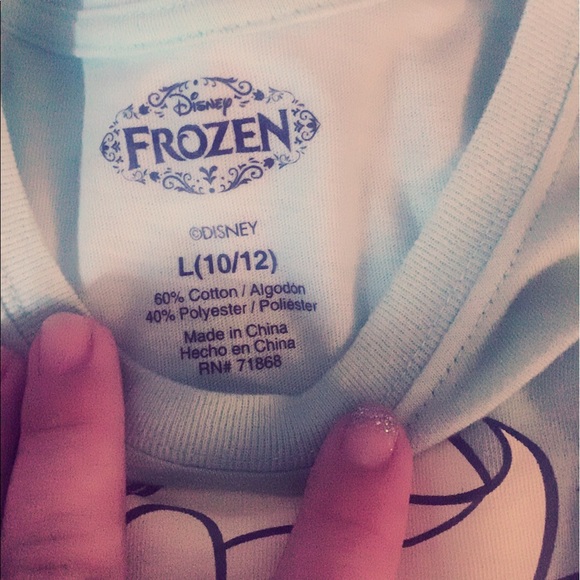 Disney
FROZEN
©DISNEY
L(10/12)
60% Cotton / Algodón
40% Polyester / Poliéster
Made in China
Hecho en China
RN# 71868